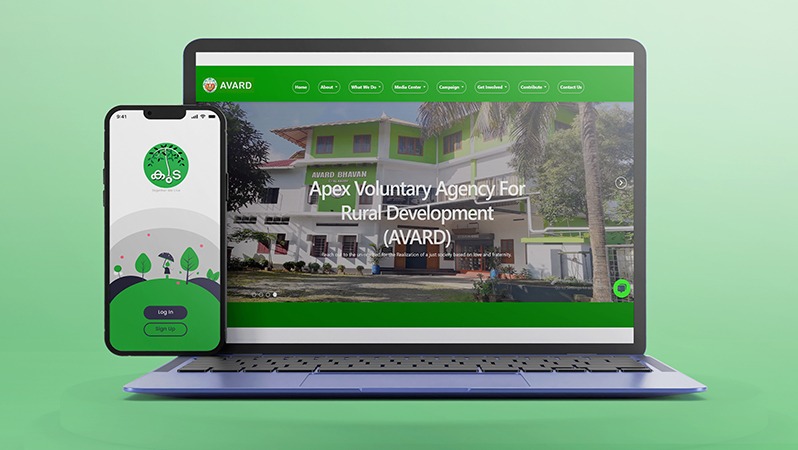 AVARD
Home
About
What We Do
Media Center
Campaign
Get Involved
Contribute
Contact Us
AVARD BHAVAN
Apex Voluntary Agency For
Rural Development
(AVARD)
Reach out to the unreached for the Realization of a just society based on love and fraternity.
9:41
കുട
Log In
Sign Up